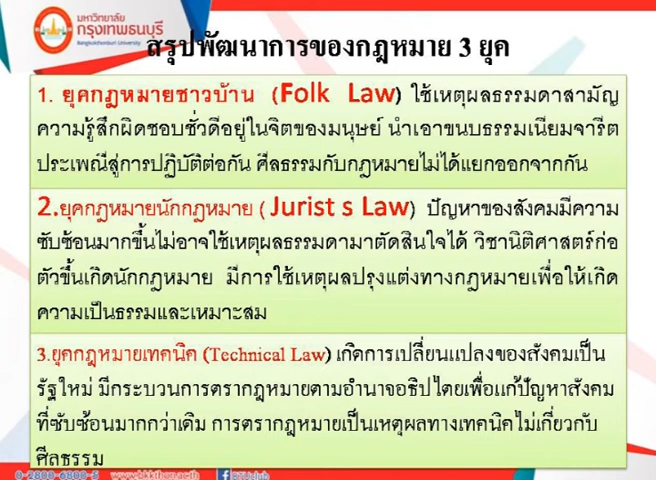 มหาวิทยาลัย
กรุงเทพธนบุรี
Bangkokthonburi University
สรุปพัฒนาการของกฎหมาย 3 ยุค
1. ยุคกฎหมายชาวบ้าน (Folk Law) ใช้เหตุผลธรรมดาสามัญ
ความรู้สึกผิดชอบชั่วดีอยู่ในจิตของมนุษย์ นำเอาขนบธรรมเนียมจารีต
ประเพณีสู่การปฏิบัติต่อกัน ศีลธรรมกับกฎหมายไม่ได้แยกออกจากกัน
2.ยุคกฎหมายนักกฎหมาย ( Jurist s Law) ปัญหาของสังคมมีความ
ซับซ้อนมากขึ้นไม่อาจใช้เหตุผลธรรมดามาตัดสินใจได้ วิชานิติศาสตร์ก่อ
ตัวขึ้นเกิดนักกฎหมาย มีการใช้เหตุผลปรุงแต่งทางกฎหมายเพื่อให้เกิด
ความเป็นธรรมและเหมาะสม
3.ยุคกฎหมายเทคนิค (Technical Law) เกิดการเปลี่ยนแปลงของสังคมเป็น
รัฐใหม่ มีกระบวนการตรากฎหมายตามอำนาจอธิปไตยเพื่อแก้ปัญหาสังคม
ที่ซับซ้อนมากกว่าเดิม การตรากฎหมายเป็นเหตุผลทางเทคนิคไม่เกี่ยวกับ
ศีลธรรม
0-2800-6800-5 www.bkkthon.ac.th BTUclub